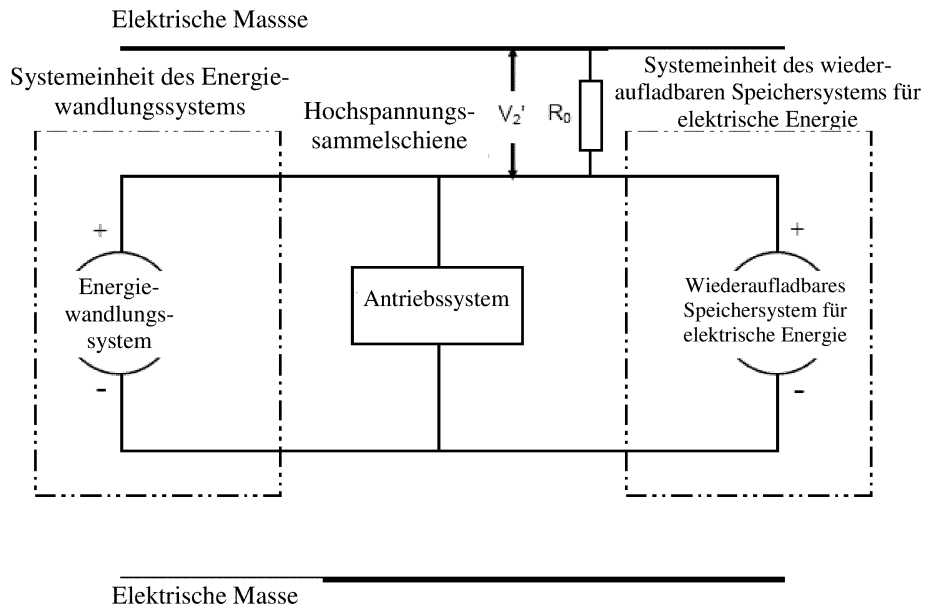 Elektrische Massse
Systemeinheit des Energie-
wandlungssystems
Hochspannungs-
sammelschiene
V₂'
R₀
Systemeinheit des wieder-
aufladbaren Speichersystems für
elektrische Energie
+
Energie-
wandlungs-
system
-
Antriebssystem
+
Wiederaufladbares
Speichersystem für
elektrische Energie
-
Elektrische Masse